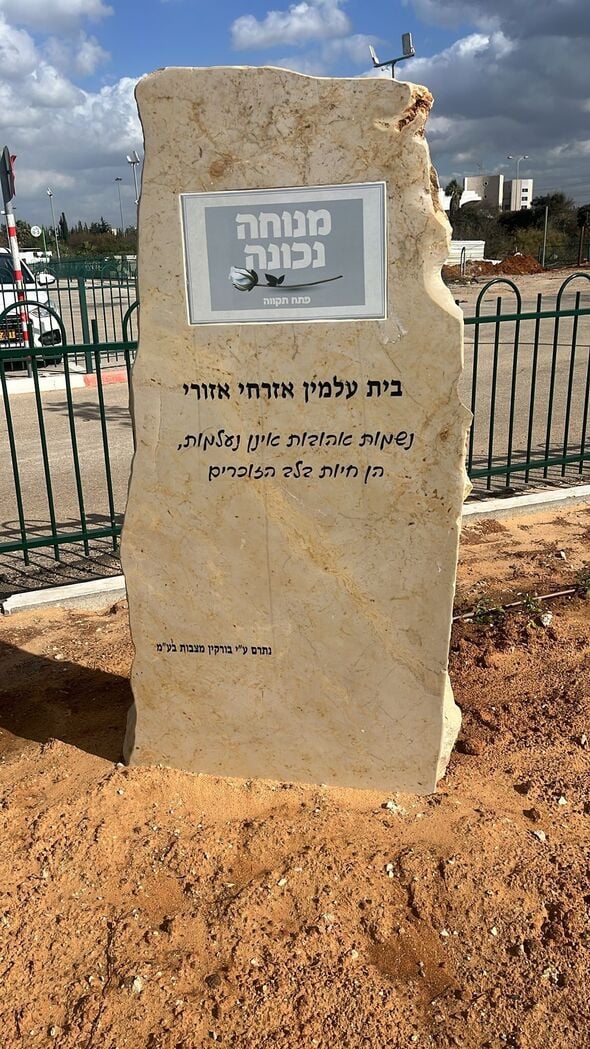 מנוחה
נכונה
פתח תקווה
בית עלמין אזרחי אזורי
נשמות אהובות אינן נעלמות,
הן חיות בלב הזוכרים
נתרם ע"י בורקין מצבות בע"מ